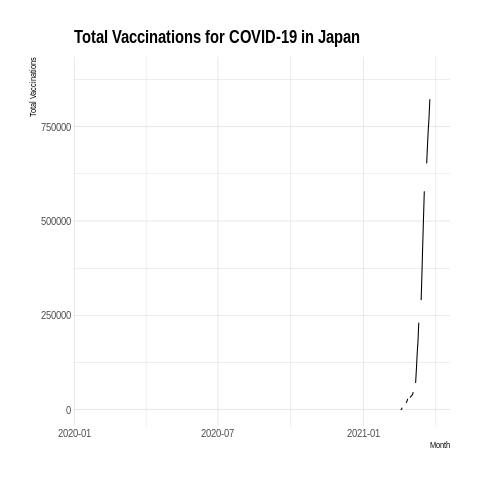 Total Vaccinations for COVID-19 in Japan
Total Vaccinations
750000
500000
250000
0
2020-01
2020-07
2021-01
Month